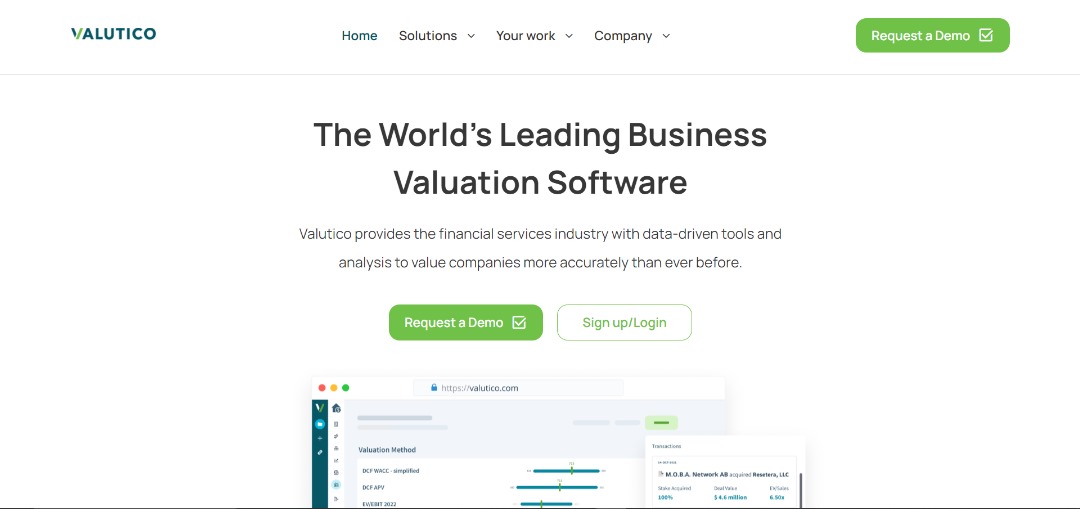 VALUTICO
Home Solutions Your work Company
Request a Demo
The World's Leading Business
Valuation Software
Valutico provides the financial services industry with data-driven tools and
analysis to value companies more accurately than ever before.
Request a Demo Sign up/Login
https://valutico.com
Transactions
Valuation Method
DCF WACC - simplified
M.O.B.A. Network AB acquired Resetera, LLC
DCF APV
Stake Acquired Deal Value EV/Sales
100% $ 4.6 million 6.50x
EV/EBIT 2022